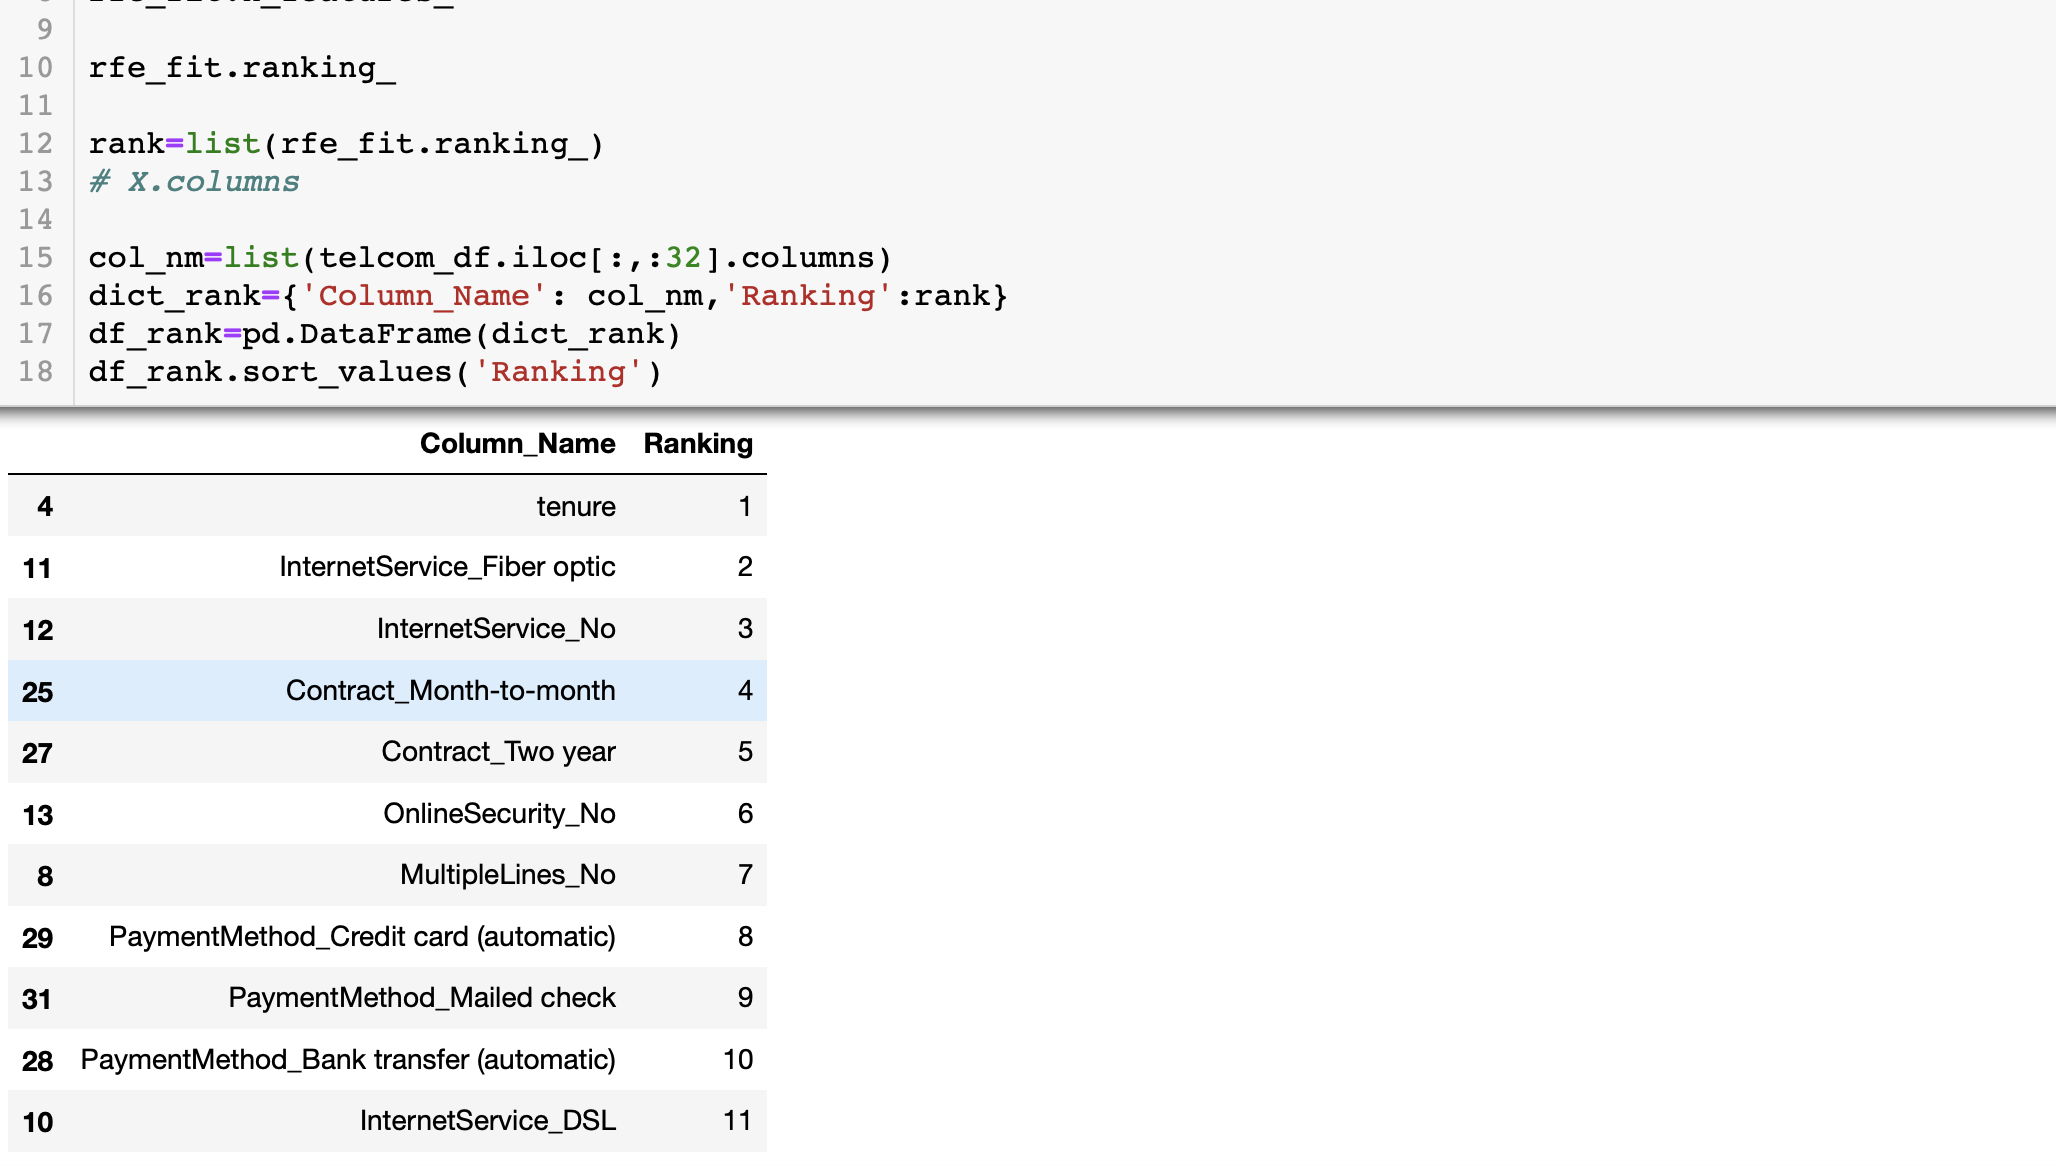 9
10 rfe_fit.ranking_
11
12 rank=list(rfe_fit.ranking_)
13 # X.columns
14
15 col_nm=list(telcom_df.iloc[:,:32].columns)
16 dict_rank={'Column_Name': col_nm,'Ranking':rank}
17 df_rank=pd.DataFrame(dict_rank)
18 df_rank.sort_values('Ranking')
Column_Name Ranking
4 tenure 1
11 InternetService_Fiber optic 2
12 InternetService_No 3
25 Contract_Month-to-month 4
27 Contract_Two year 5
13 OnlineSecurity_No 6
8 MultipleLines_No 7
29 PaymentMethod_Credit card (automatic) 8
31 PaymentMethod_Mailed check 9
28 PaymentMethod_Bank transfer (automatic) 10
10 InternetService_DSL 11